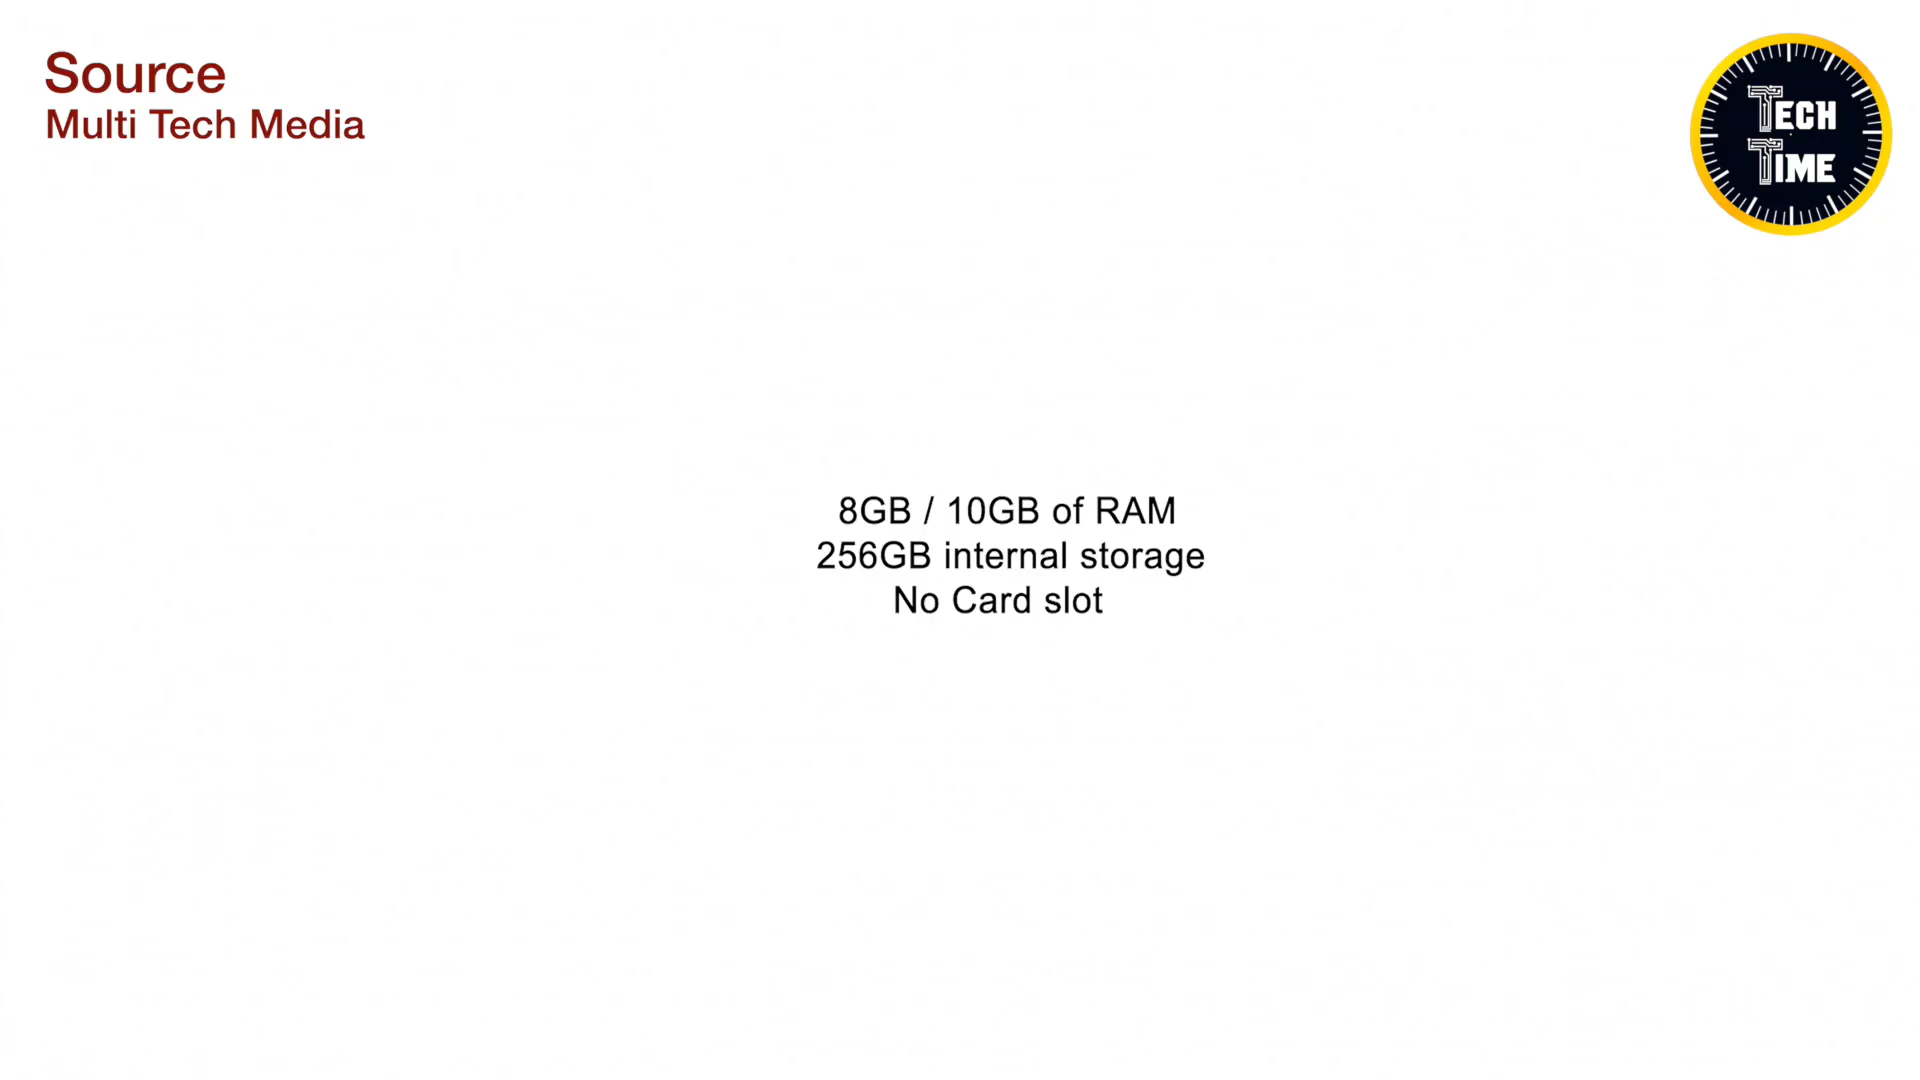 Source
Multi Tech Media
TECH
TIME
8GB / 10GB of RAM
256GB internal storage
No Card slot